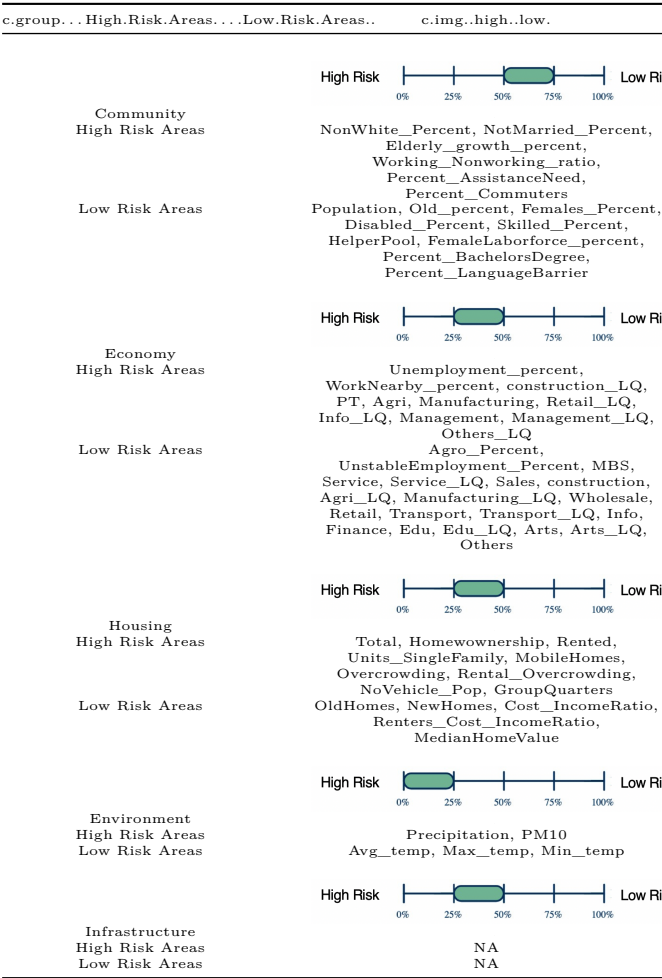 c.group. . . High.Risk.Areas. . . .Low.Risk.Areas.. c.img..high..low.
High Risk Low Ri
0% 25% 50% 75% 100%
Community
High Risk Areas NonWhite_Percent, NotMarried_Percent,
Elderly_growth_percent,
Working_Nonworking_ratio,
Percent_AssistanceNeed,
Percent_Commuters
Low Risk Areas Population, Old_percent, Females_Percent,
Disabled_Percent, Skilled_Percent,
HelperPool, FemaleLaborforce_percent,
Percent_BachelorsDegree,
Percent_LanguageBarrier
High Risk Low Ri
0% 25% 50% 75% 100%
Economy
High Risk Areas Unemployment_percent,
WorkNearby_percent, construction_LQ,
PT, Agri, Manufacturing, Retail_LQ,
Info_LQ, Management, Management_LQ,
Others_LQ
Low Risk Areas Agro_Percent,
UnstableEmployment_Percent, MBS,
Service, Service_LQ, Sales, construction,
Agri_LQ, Manufacturing_LQ, Wholesale,
Retail, Transport, Transport_LQ, Info,
Finance, Edu, Edu_LQ, Arts, Arts_LQ,
Others
High Risk Low Ri
0% 25% 50% 75% 100%
Housing
High Risk Areas Total, Homewownership, Rented,
Units_SingleFamily, MobileHomes,
Overcrowding, Rental_Overcrowding,
NoVehicle_Pop, GroupQuarters
Low Risk Areas OldHomes, NewHomes, Cost_IncomeRatio,
Renters_Cost_IncomeRatio,
MedianHomeValue
High Risk Low Ri
0% 25% 50% 75% 100%
Environment
High Risk Areas Precipitation, PM10
Low Risk Areas Avg_temp, Max_temp, Min_temp
High Risk Low Ri
0% 25% 50% 75% 100%
Infrastructure
High Risk Areas NA
Low Risk Areas NA